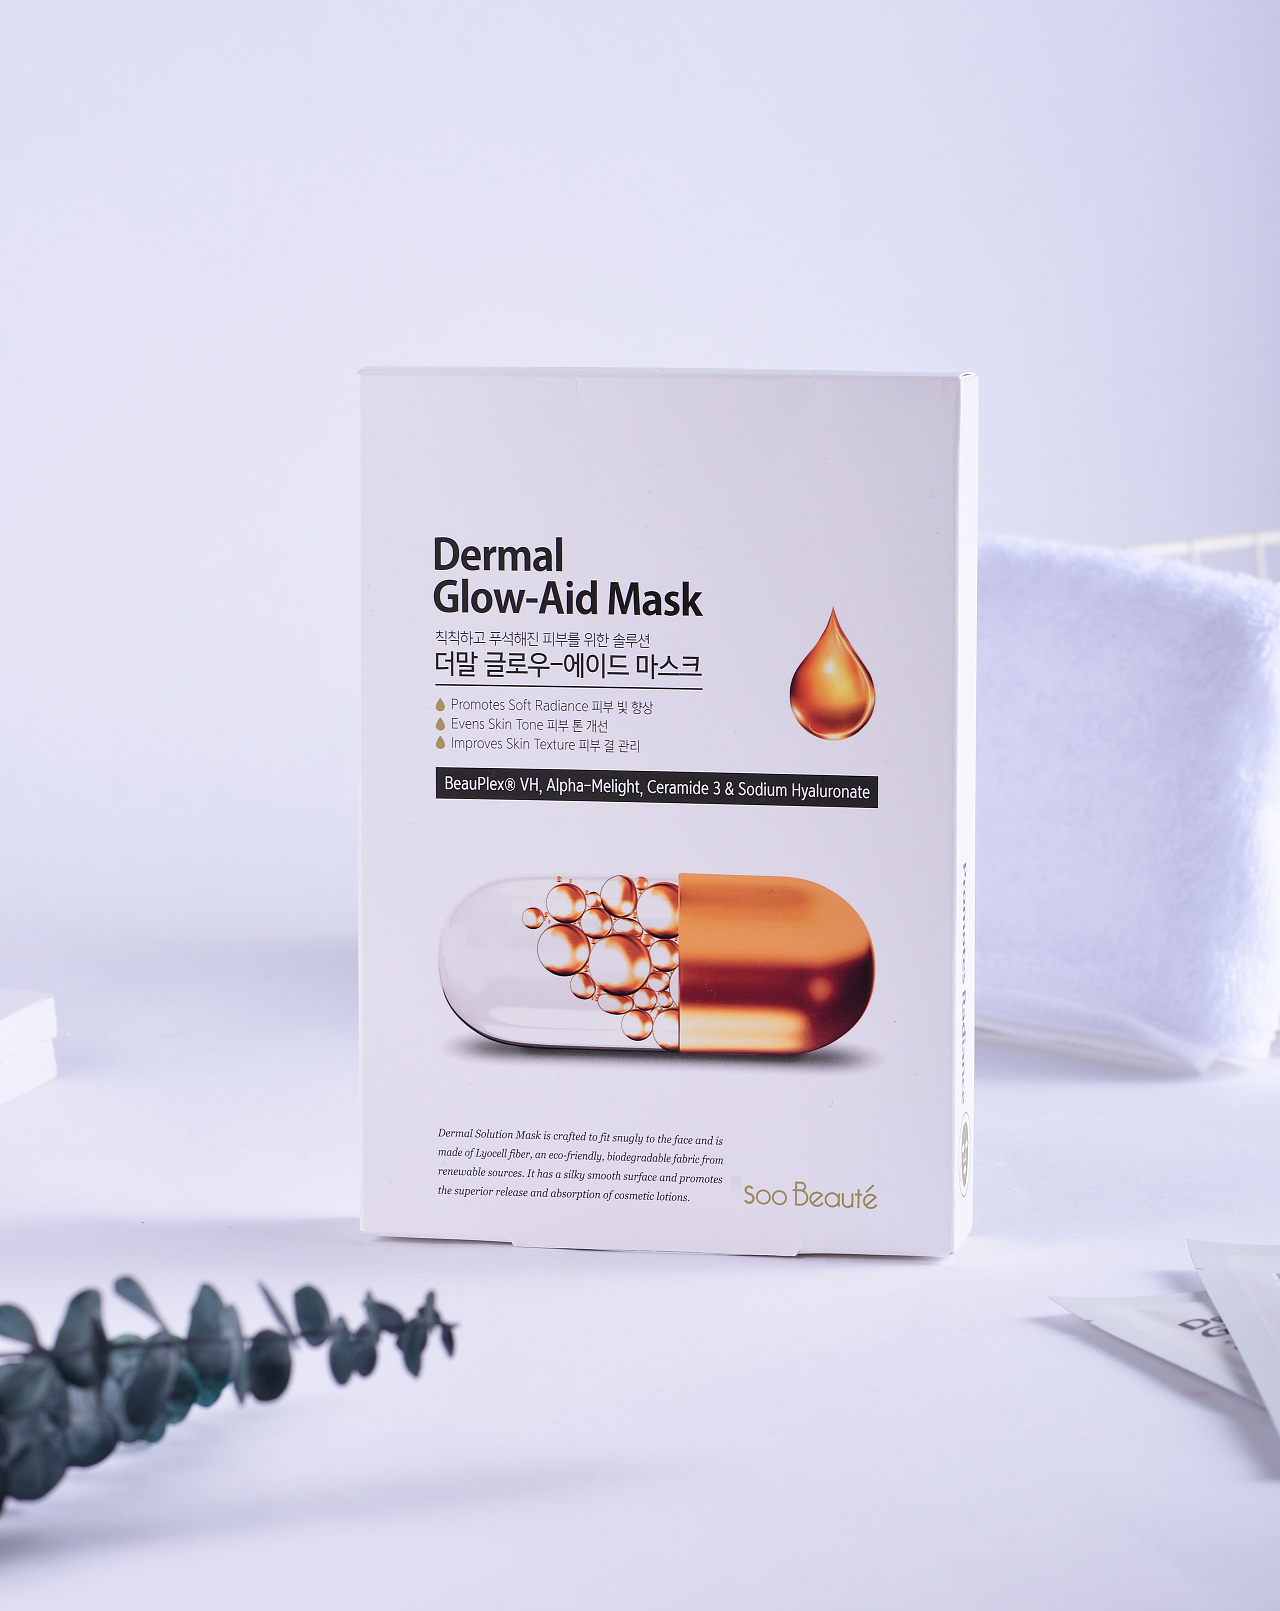 Dermal
Glow-Aid Mask
칙칙하고 푸석해진 피부를 위한 솔루션
더말 글로우-에이드 마스크
Promotes Soft Radiance 피부 빛 향상
Evens Skin Tone 피부 톤 개선
Improves Skin Texture 피부 결 관리
BeauPlex® VH, Alpha-Melight, Ceramide 3 & Sodium Hyaluronate
Dermal Solution Mask is crafted to fit snugly to the face and is
made of Lyocell fiber, an eco-friendly, biodegradable fabric from
renewable sources. It has a silky smooth surface and promotes
the superior release and absorption of cosmetic lotions.
Soo Beauté
Promotes Radiance